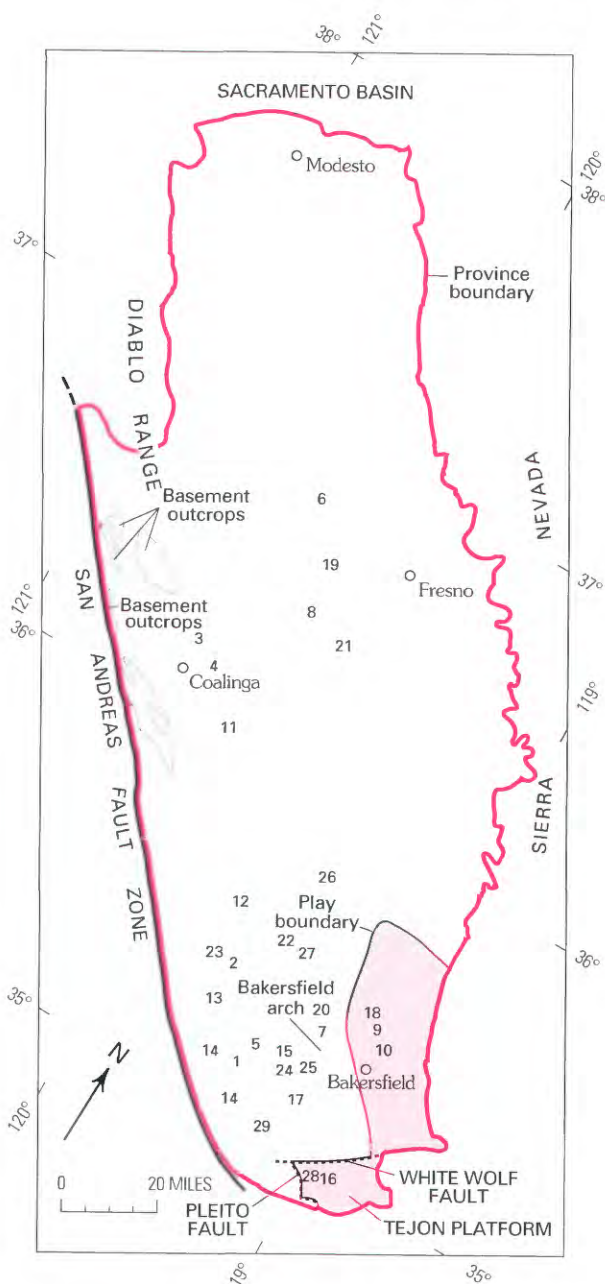 38° 121°
SACRAMENTO BASIN
Modesto
120°
38°
37°
Province
boundary
DIABLO RANGE
NEVADA
Basement
outcrops
6
19
Fresno
37°
121°
36°
Basement
outcrops
8
3
21
4
Coalinga
119°
11
SAN ANDREAS FAULT ZONE
SIERRA
26
12
Play
boundary
22
23
27
2
36°
13
Bakersfield
arch
35°
20
18
7
9
5
14
15
10
1
24
25
Bakersfield
N
14
17
120°
29
0 20 MILES
28
16
WHITE WOLF
FAULT
PLEITO
FAULT
TEJON PLATFORM
19°
35°